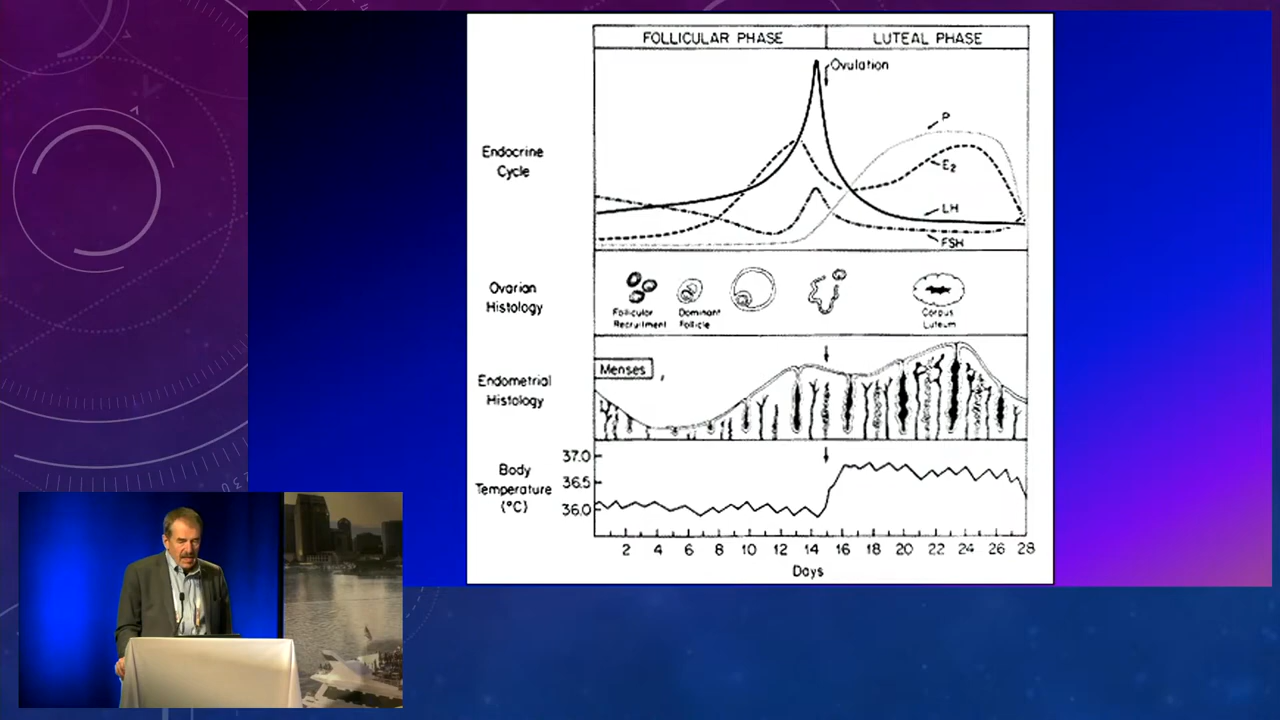 FOLLICULAR PHASE
LUTEAL PHASE
Ovulation
Endocrine
Cycle
P
E2
LH
FSH
Ovarian
Histology
Follicular
Recruitment
Dominant
Follicle
Corpus
Luteum
Endometrial
Histology
Menses
Body
Temperature
(°C)
37.0
36.5
36.0
2 4 6 8 10 12 14 16 18 20 22 24 26 28
Days